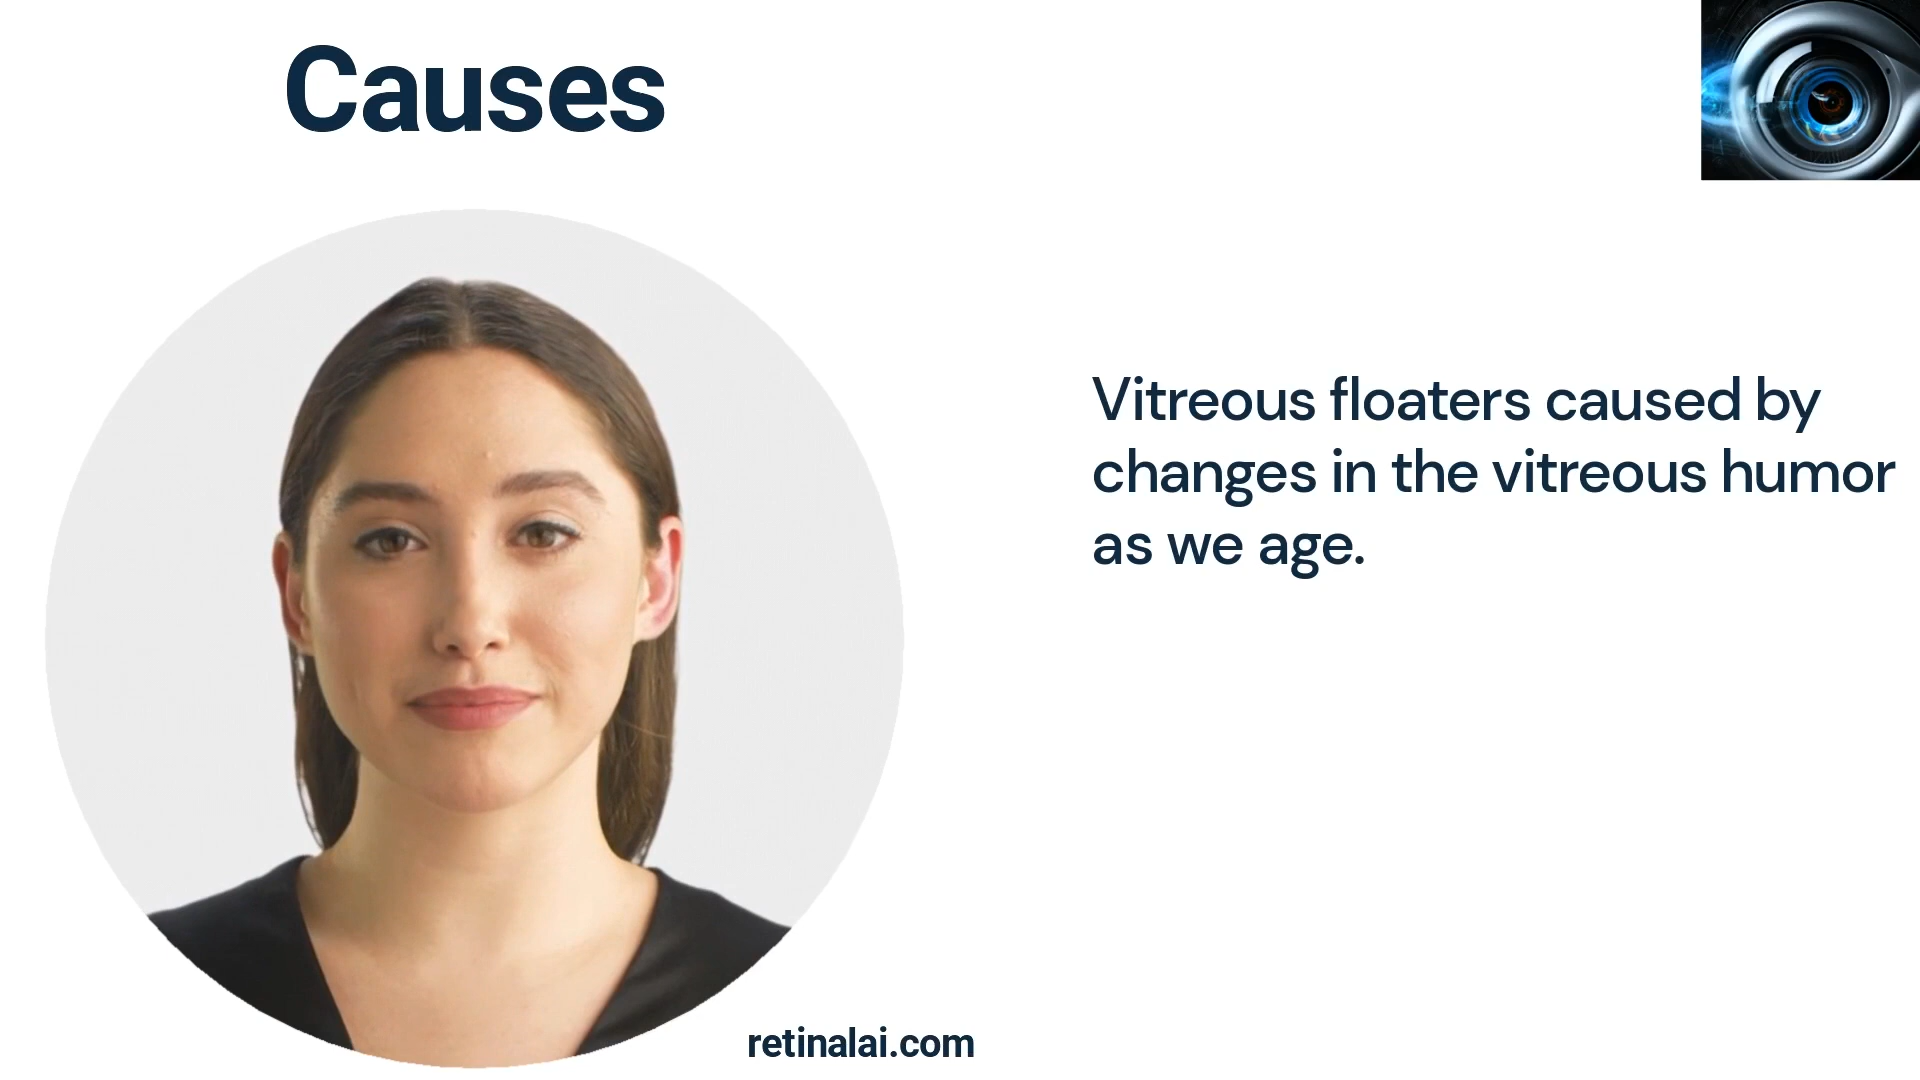 Causes
Vitreous floaters caused by
changes in the vitreous humor
as we age.
retinalai.com